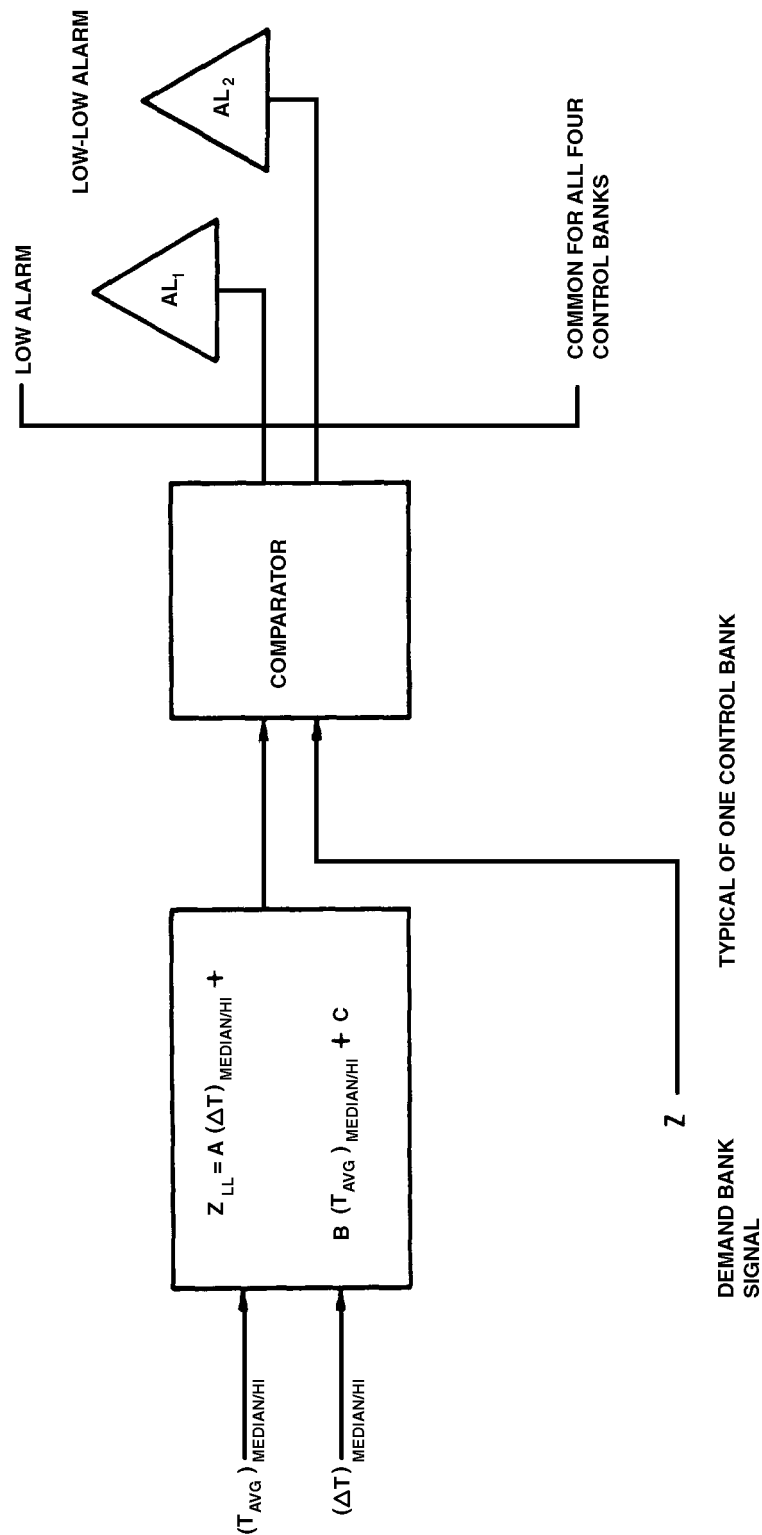 LOW ALARM
LOW-LOW ALARM
AL1
AL2
(TAVG)MEDIAN/HI
(ΔT)MEDIAN/HI
ZLL = A (ΔT)MEDIAN/HI +
B (TAVG)MEDIAN/HI + C
COMPARATOR
COMMON FOR ALL FOUR
CONTROL BANKS
Z
DEMAND BANK
SIGNAL
TYPICAL OF ONE CONTROL BANK